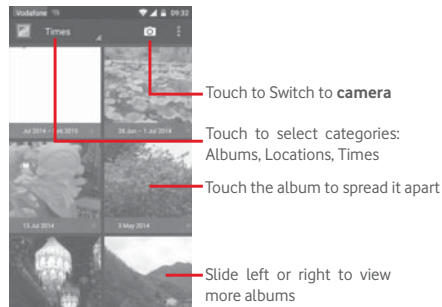 Vodafone 09:32
Times
Touch to Switch to camera
Jul 2014 – Feb 2015 28 Jun – 1 Jul 2014
Touch to select categories:
Albums, Locations, Times
Touch the album to spread it apart
13 Jul 2014 3 May 2014
Slide left or right to view
more albums